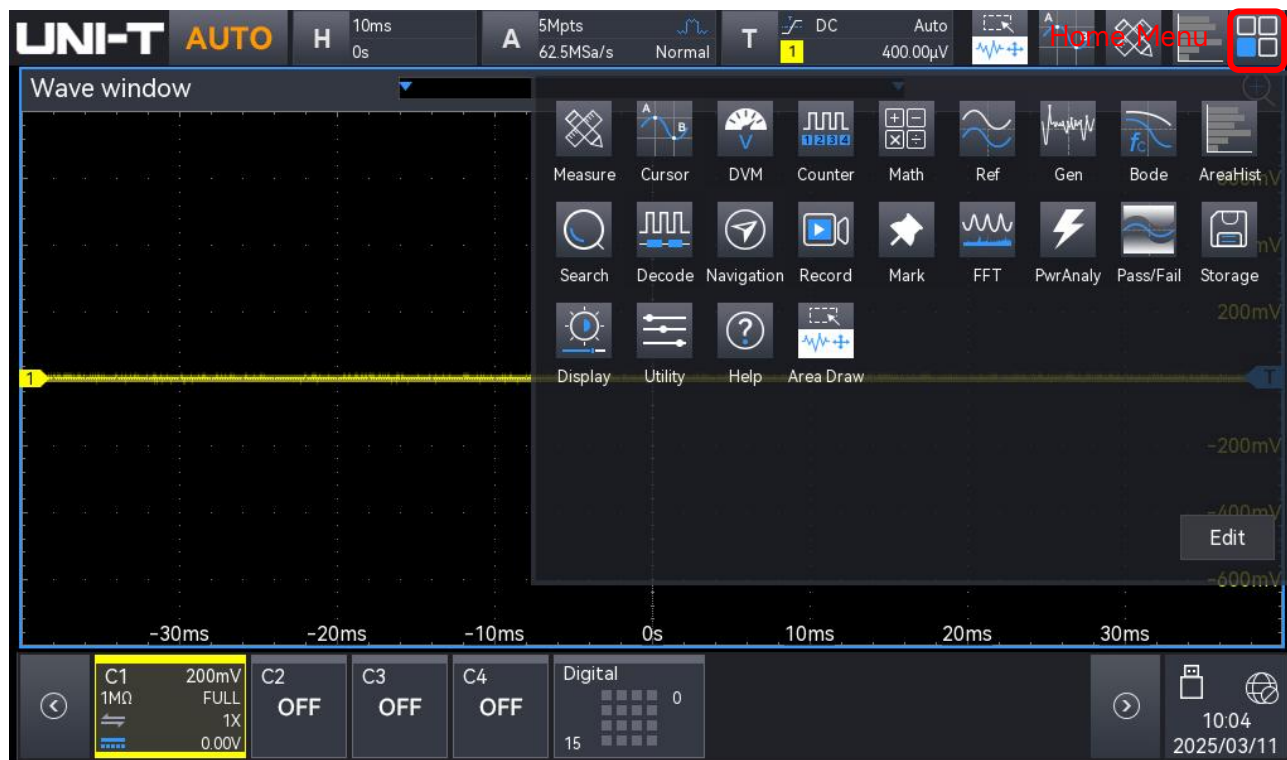 UNI-T AUTO H 10ms A 5Mpts T DC Auto Home Menu
0s 62.5MSa/s Normal 1 400.00μV
Wave window
Measure Cursor DVM Counter Math Ref Gen Bode AreaHist
Search Decode Navigation Record Mark FFT PwrAnaly Pass/Fail Storage
200mV
Display Utility Help Area Draw
1 T
-200mV
-400mV
Edit
-600mV
-30ms -20ms -10ms 0s 10ms 20ms 30ms
C1 200mV C2 C3 C4 Digital
1MΩ FULL OFF OFF OFF 0
1X
0.00V 15
10:04
2025/03/11